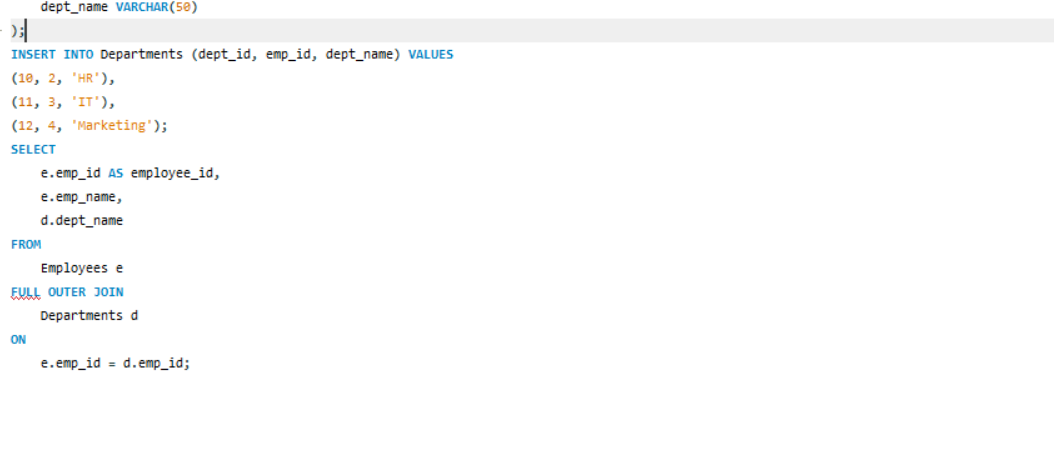 dept_name VARCHAR(50)
);
INSERT INTO Departments (dept_id, emp_id, dept_name) VALUES
(10, 2, 'HR'),
(11, 3, 'IT'),
(12, 4, 'Marketing');
SELECT
e.emp_id AS employee_id,
e.emp_name,
d.dept_name
FROM
Employees e
FULL OUTER JOIN
Departments d
ON
e.emp_id = d.emp_id;